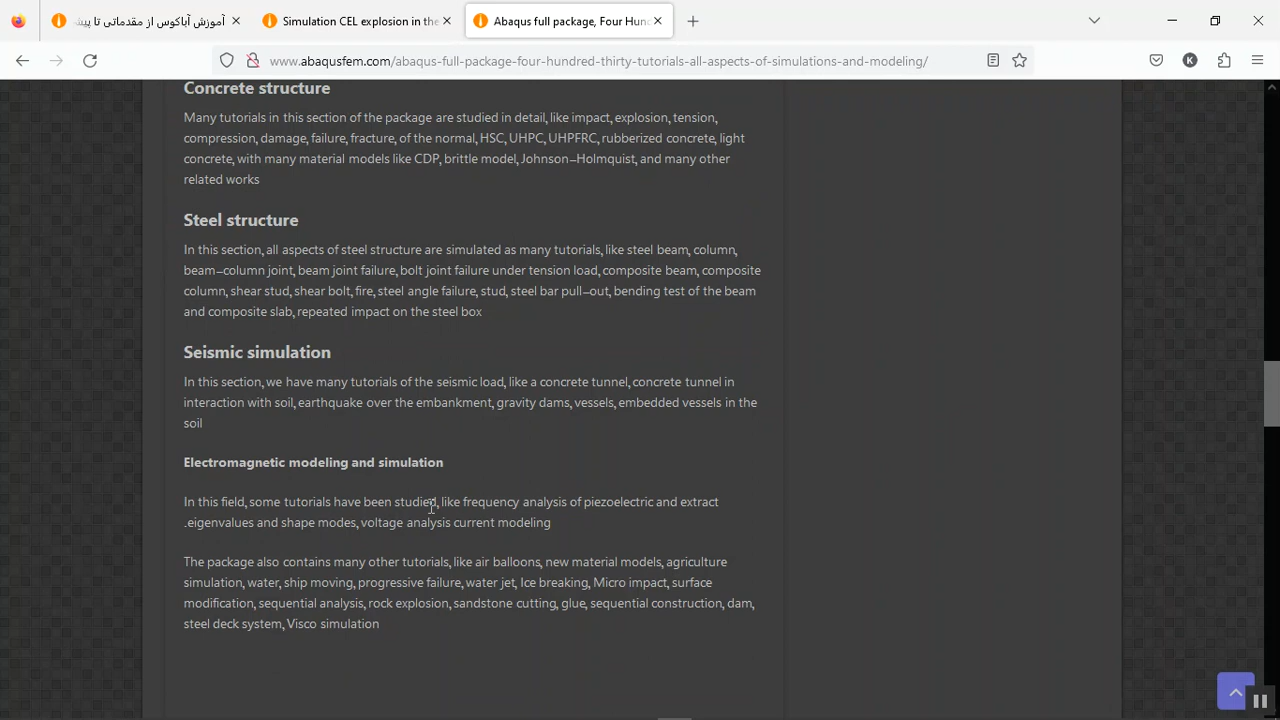 آموزش آباکوس از مقدماتی تا پیش
Simulation CEL explosion in the
Abaqus full package, Four Hun
www.abaqusfem.com/abaqus-full-package-four-hundred-thirty-tutorials-all-aspects-of-simulations-and-modeling/
K
Concrete structure
Many tutorials in this section of the package are studied in detail, like impact, explosion, tension,
compression, damage, failure, fracture, of the normal, HSC, UHPC, UHPFRC, rubberized concrete, light
concrete, with many material models like CDP, brittle model, Johnson-Holmquist, and many other
related works
Steel structure
In this section, all aspects of steel structure are simulated as many tutorials, like steel beam, column,
beam-column joint, beam joint failure, bolt joint failure under tension load, composite beam, composite
column, shear stud, shear bolt, fire, steel angle failure, stud, steel bar pull-out, bending test of the beam
and composite slab, repeated impact on the steel box
Seismic simulation
In this section, we have many tutorials of the seismic load, like a concrete tunnel, concrete tunnel in
interaction with soil, earthquake over the embankment, gravity dams, vessels, embedded vessels in the
soil
Electromagnetic modeling and simulation
In this field, some tutorials have been studied, like frequency analysis of piezoelectric and extract
.eigenvalues and shape modes, voltage analysis current modeling
The package also contains many other tutorials, like air balloons, new material models, agriculture
simulation, water, ship moving, progressive failure, water jet, Ice breaking, Micro impact, surface
modification, sequential analysis, rock explosion, sandstone cutting, glue, sequential construction, dam,
steel deck system, Visco simulation